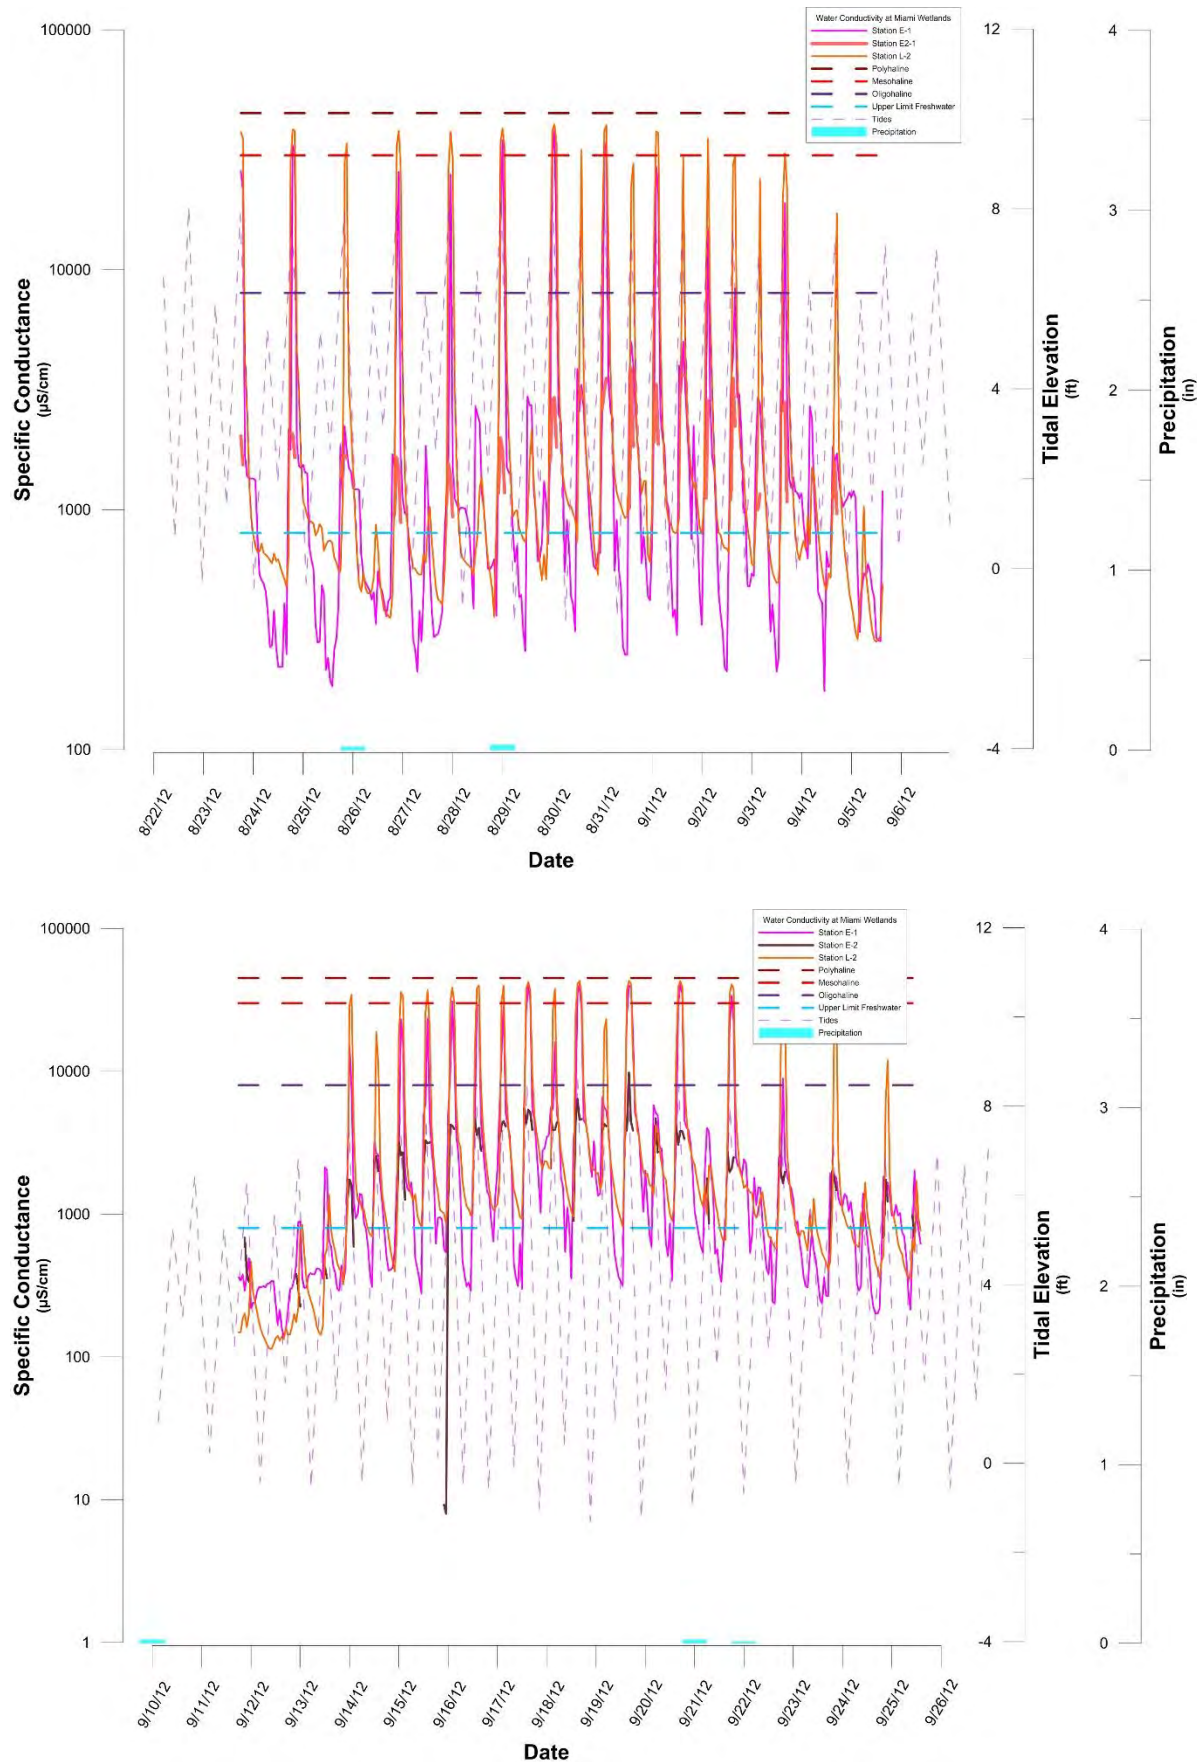 Water Conductivity at Miami Wetlands
Station E-1
Station E2-1
Station L-2
Polyhaline
Mesohaline
Oligohaline
Upper Limit Freshwater
Tides
Precipitation
100000
10000
1000
100
Specific Conductance
(µS/cm)
12
8
4
0
-4
Tidal Elevation
(ft)
4
3
2
1
0
Precipitation
(in)
8/22/12
8/23/12
8/24/12
8/25/12
8/26/12
8/27/12
8/28/12
8/29/12
8/30/12
8/31/12
9/1/12
9/2/12
9/3/12
9/4/12
9/5/12
9/6/12
Date
Water Conductivity at Miami Wetlands
Station E-1
Station E-2
Station L-2
Polyhaline
Mesohaline
Oligohaline
Upper Limit Freshwater
Tides
Precipitation
100000
10000
1000
100
10
1
Specific Conductance
(µS/cm)
12
8
4
0
-4
Tidal Elevation
(ft)
4
3
2
1
0
Precipitation
(in)
9/10/12
9/11/12
9/12/12
9/13/12
9/14/12
9/15/12
9/16/12
9/17/12
9/18/12
9/19/12
9/20/12
9/21/12
9/22/12
9/23/12
9/24/12
9/25/12
9/26/12
Date